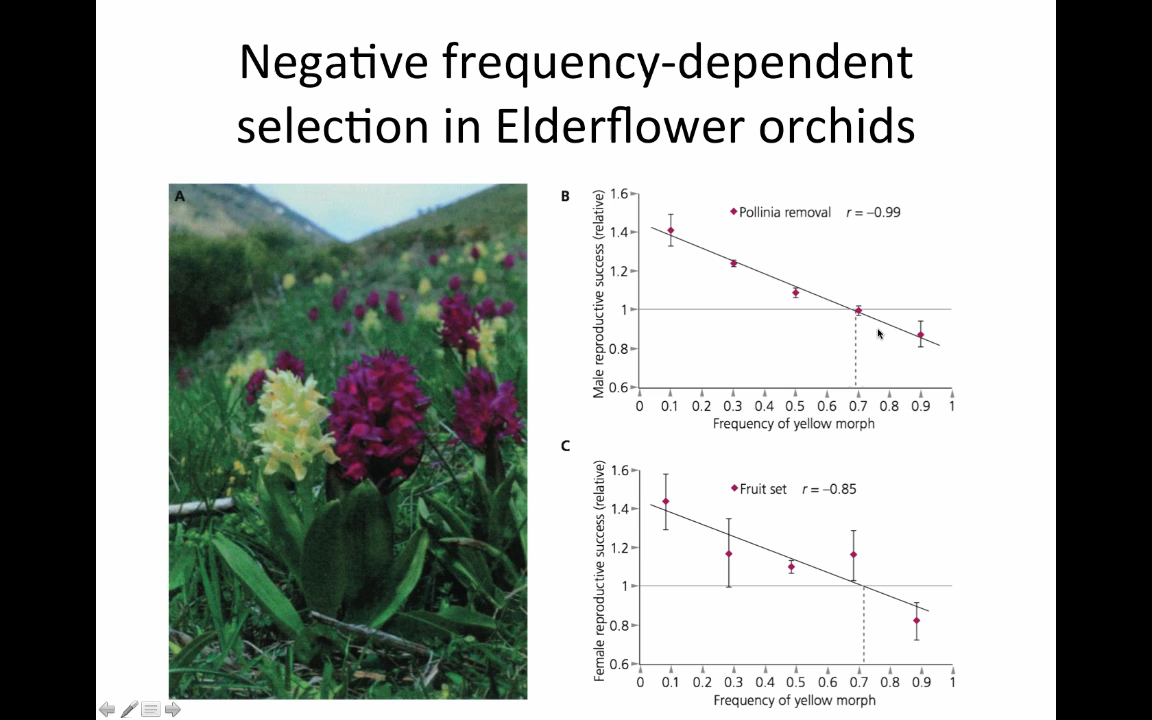 Negative frequency-dependent
selection in Elderflower orchids
A
B
Male reproductive success (relative)
1.6
1.4
1.2
1
0.8
0.6
Pollinia removal r = –0.99
0 0.1 0.2 0.3 0.4 0.5 0.6 0.7 0.8 0.9 1
Frequency of yellow morph
C
Female reproductive success (relative)
1.6
1.4
1.2
1
0.8
0.6
Fruit set r = –0.85
0 0.1 0.2 0.3 0.4 0.5 0.6 0.7 0.8 0.9 1
Frequency of yellow morph